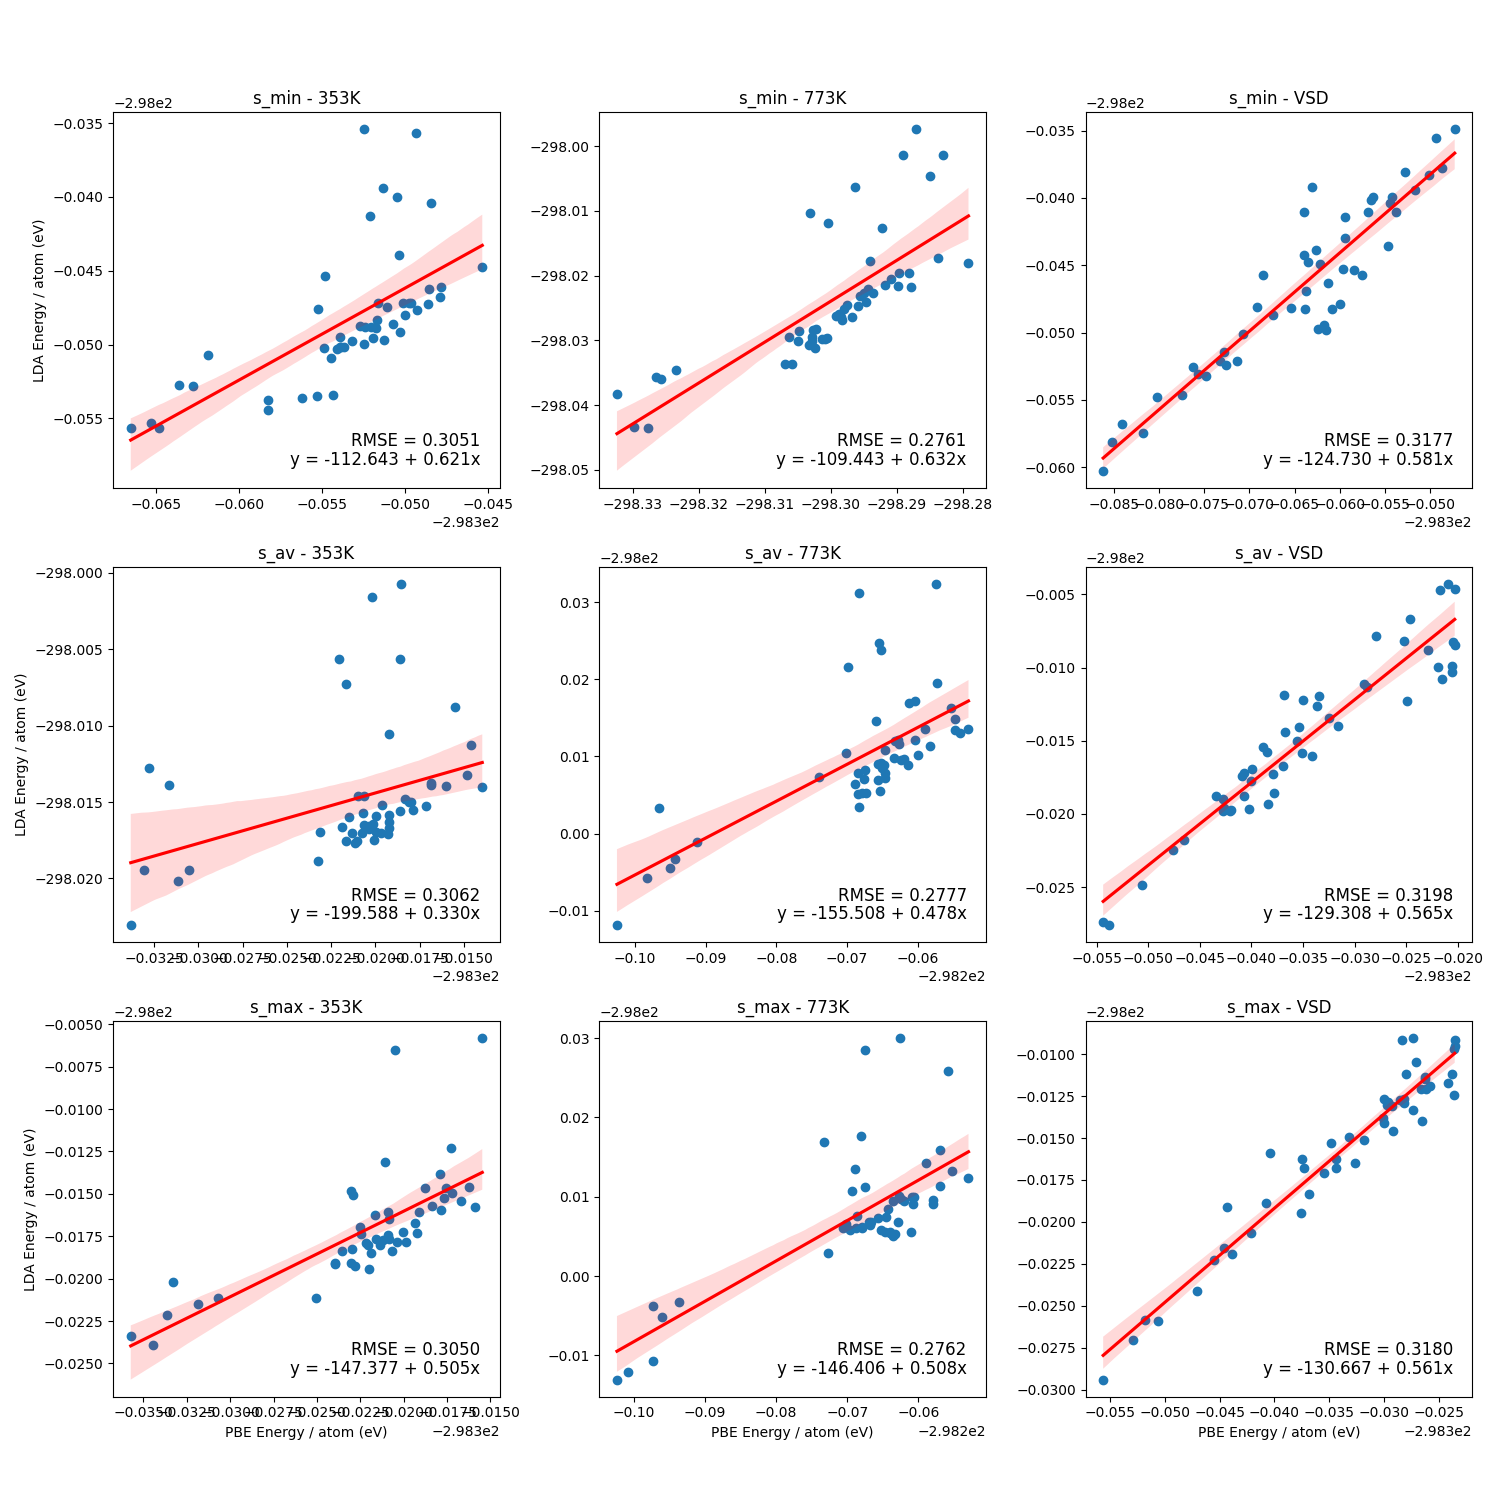 s_min - 353K
−2.98e2
−0.035
−0.040
−0.045
−0.050
−0.055
LDA Energy / atom (eV)
RMSE = 0.3051
y = -112.643 + 0.621x
−0.065 −0.060 −0.055 −0.050 −0.045
−2.983e2
s_min - 773K
−298.00
−298.01
−298.02
−298.03
−298.04
−298.05
RMSE = 0.2761
y = -109.443 + 0.632x
−298.33 −298.32 −298.31 −298.30 −298.29 −298.28
s_min - VSD
−2.98e2
−0.035
−0.040
−0.045
−0.050
−0.055
−0.060
RMSE = 0.3177
y = -124.730 + 0.581x
−0.085 −0.080 −0.075 −0.070 −0.065 −0.060 −0.055 −0.050
−2.983e2
s_av - 353K
−298.000
−298.005
−298.010
−298.015
−298.020
LDA Energy / atom (eV)
RMSE = 0.3062
y = -199.588 + 0.330x
−0.0325 −0.0300 −0.0275 −0.0250 −0.0225 −0.0200 −0.0175 −0.0150
−2.983e2
s_av - 773K
−2.98e2
0.03
0.02
0.01
0.00
−0.01
RMSE = 0.2777
y = -155.508 + 0.478x
−0.10 −0.09 −0.08 −0.07 −0.06
−2.982e2
s_av - VSD
−2.98e2
−0.005
−0.010
−0.015
−0.020
−0.025
RMSE = 0.3198
y = -129.308 + 0.565x
−0.055 −0.050 −0.045 −0.040 −0.035 −0.030 −0.025 −0.020
−2.983e2
s_max - 353K
−2.98e2
−0.0050
−0.0075
−0.0100
−0.0125
−0.0150
−0.0175
−0.0200
−0.0225
−0.0250
LDA Energy / atom (eV)
RMSE = 0.3050
y = -147.377 + 0.505x
−0.0350 −0.0325 −0.0300 −0.0275 −0.0250 −0.0225 −0.0200 −0.0175 −0.0150
PBE Energy / atom (eV)
−2.983e2
s_max - 773K
−2.98e2
0.03
0.02
0.01
0.00
−0.01
RMSE = 0.2762
y = -146.406 + 0.508x
−0.10 −0.09 −0.08 −0.07 −0.06
PBE Energy / atom (eV)
−2.982e2
s_max - VSD
−2.98e2
−0.0100
−0.0125
−0.0150
−0.0175
−0.0200
−0.0225
−0.0250
−0.0275
−0.0300
RMSE = 0.3180
y = -130.667 + 0.561x
−0.055 −0.050 −0.045 −0.040 −0.035 −0.030 −0.025
PBE Energy / atom (eV)
−2.983e2